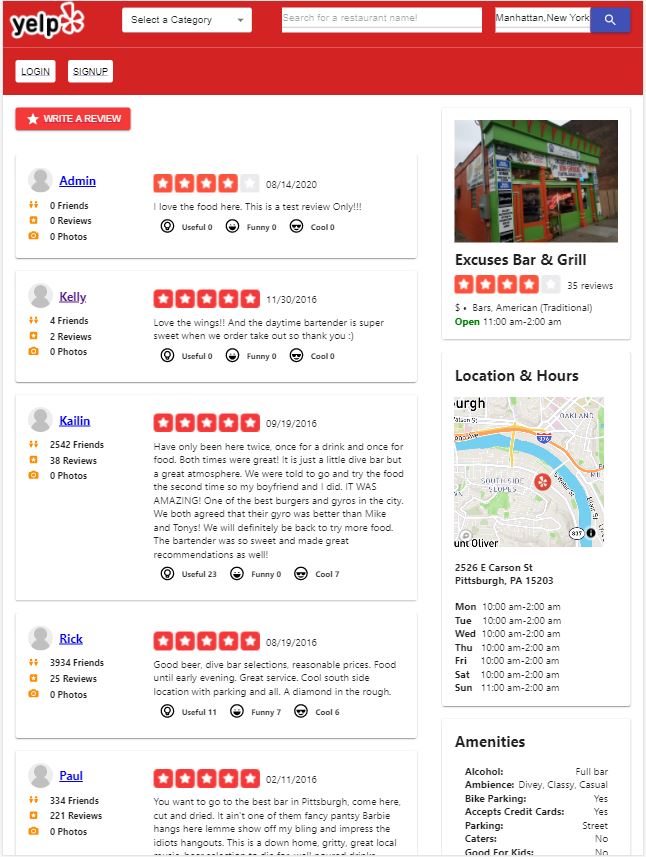 yelp
Select a Category
Search for a restaurant name!
Manhattan,New York
LOGIN
SIGNUP
WRITE A REVIEW
Admin
0 Friends
0 Reviews
0 Photos
08/14/2020
I love the food here. This is a test review Only!!!
Useful 0 Funny 0 Cool 0
Kelly
4 Friends
2 Reviews
0 Photos
11/30/2016
Love the wings!! And the daytime bartender is super
sweet when we order take out so thank you :)
Useful 0 Funny 0 Cool 0
Kailin
2542 Friends
38 Reviews
0 Photos
09/19/2016
Have only been here twice, once for a drink and once for
food. Both times were great! It is just a little dive bar but
a great atmosphere. We were told to go and try the food
the second time so my boyfriend and I did. IT WAS
AMAZING! One of the best burgers and gyros in the city.
We both agreed that their gyro was better than Mike
and Tonys! We will definitely be back to try more food.
The bartender was so sweet and made great
recommendations as well!
Useful 23 Funny 0 Cool 7
Rick
3934 Friends
25 Reviews
0 Photos
08/19/2016
Good beer, dive bar selections, reasonable prices. Food
until early evening. Great service. Cool south side
location with parking and all. A diamond in the rough.
Useful 11 Funny 7 Cool 6
Paul
334 Friends
221 Reviews
0 Photos
02/11/2016
You want to go to the best bar in Pittsburgh, come here,
cut and dried. It ain't one of them fancy pantsy Barbie
hangs here lemme show off my bling and impress the
idiots hangouts. This is a down home, gritty, great local
Excuses Bar & Grill
35 reviews
$ • Bars, American (Traditional)
Open 11:00 am-2:00 am
Location & Hours
urgh
OAKLAND
376
SOUTH SIDE
SLOPES
837
unt Oliver
2526 E Carson St
Pittsburgh, PA 15203
Mon 10:00 am-2:00 am
Tue 10:00 am-2:00 am
Wed 10:00 am-2:00 am
Thu 10:00 am-2:00 am
Fri 10:00 am-2:00 am
Sat 10:00 am-2:00 am
Sun 11:00 am-2:00 am
Amenities
Alcohol: Full bar
Ambience: Divey, Classy, Casual
Bike Parking: Yes
Accepts Credit Cards: Yes
Parking: Street
Caters: No
Good For Kids: No